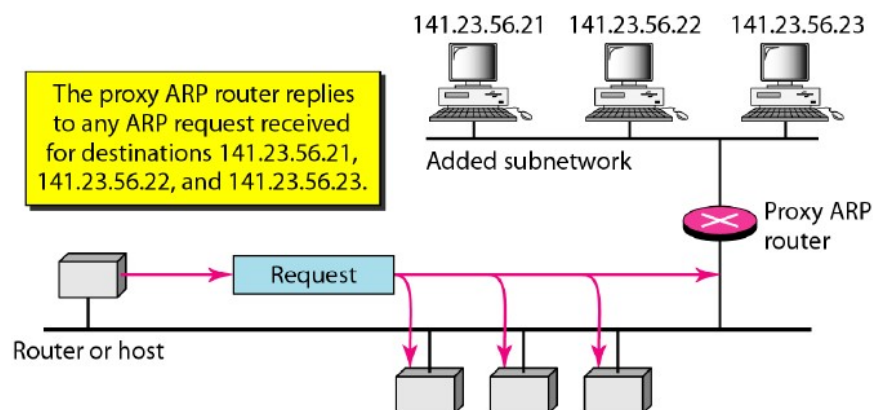 141.23.56.21 141.23.56.22 141.23.56.23
The proxy ARP router replies
to any ARP request received
for destinations 141.23.56.21,
141.23.56.22, and 141.23.56.23.
Added subnetwork
Proxy ARP
router
Request
Router or host